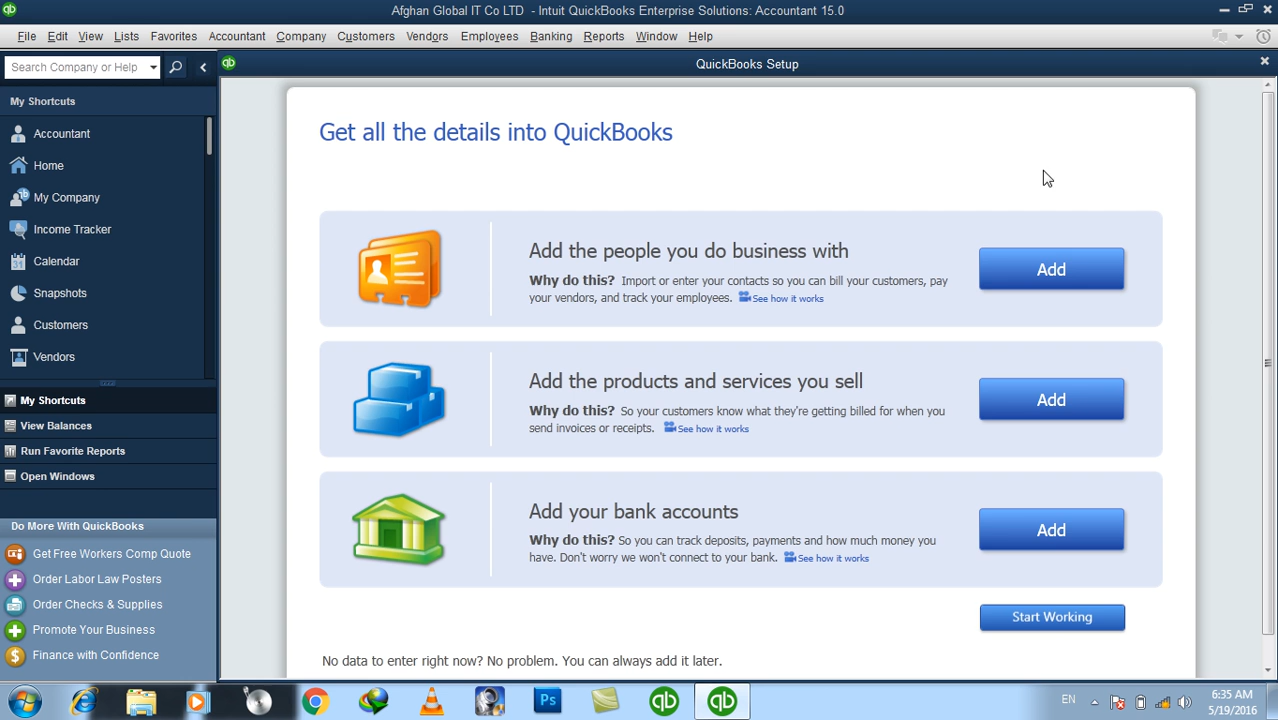 Afghan Global IT Co LTD  - Intuit QuickBooks Enterprise Solutions: Accountant 15.0
File Edit View Lists Favorites Accountant Company Customers Vendors Employees Banking Reports Window Help
Search Company or Help
QuickBooks Setup
My Shortcuts
Accountant
Home
My Company
Income Tracker
Calendar
Snapshots
Customers
Vendors
My Shortcuts
View Balances
Run Favorite Reports
Open Windows
Do More With QuickBooks
Get Free Workers Comp Quote
Order Labor Law Posters
Order Checks & Supplies
Promote Your Business
Finance with Confidence
Get all the details into QuickBooks
Add the people you do business with
Why do this? Import or enter your contacts so you can bill your customers, pay
your vendors, and track your employees. See how it works
Add
Add the products and services you sell
Why do this? So your customers know what they're getting billed for when you
send invoices or receipts. See how it works
Add
Add your bank accounts
Why do this? So you can track deposits, payments and how much money you
have. Don't worry we won't connect to your bank. See how it works
Add
Start Working
No data to enter right now? No problem. You can always add it later.
EN
6:35 AM
5/19/2016